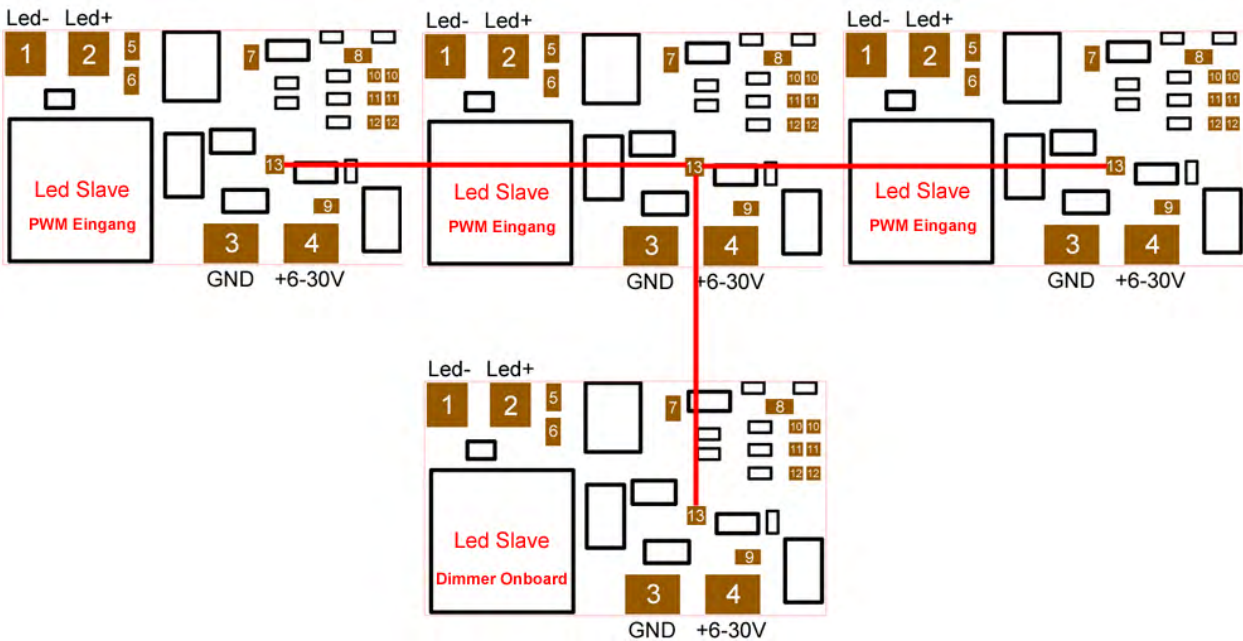 Led- Led+
Led- Led+
Led- Led+
1 2 5 7 8
6 10 10
11 11
12 12
13
Led Slave
PWM Eingang
9
3 4
GND +6-30V
1 2 5 7 8
6 10 10
11 11
12 12
13
Led Slave
PWM Eingang
9
3 4
GND +6-30V
1 2 5 7 8
6 10 10
11 11
12 12
13
Led Slave
PWM Eingang
9
3 4
GND +6-30V
Led- Led+
1 2 5 7 8
6 10 10
11 11
12 12
13
Led Slave
Dimmer Onboard
9
3 4
GND +6-30V